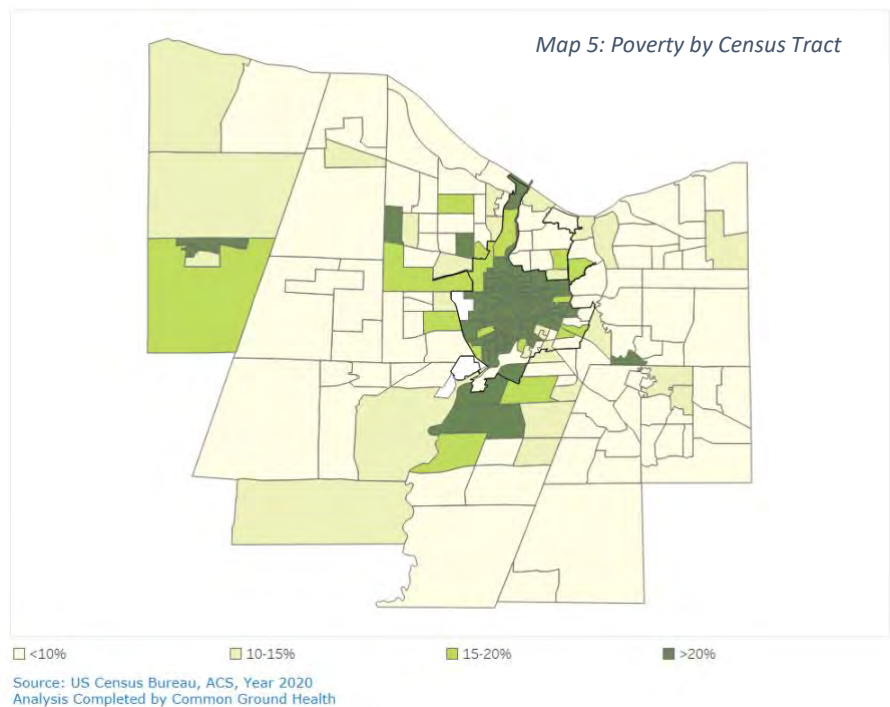 Map 5: Poverty by Census Tract
<10% 10-15% 15-20% >20%
Source: US Census Bureau, ACS, Year 2020
Analysis Completed by Common Ground Health